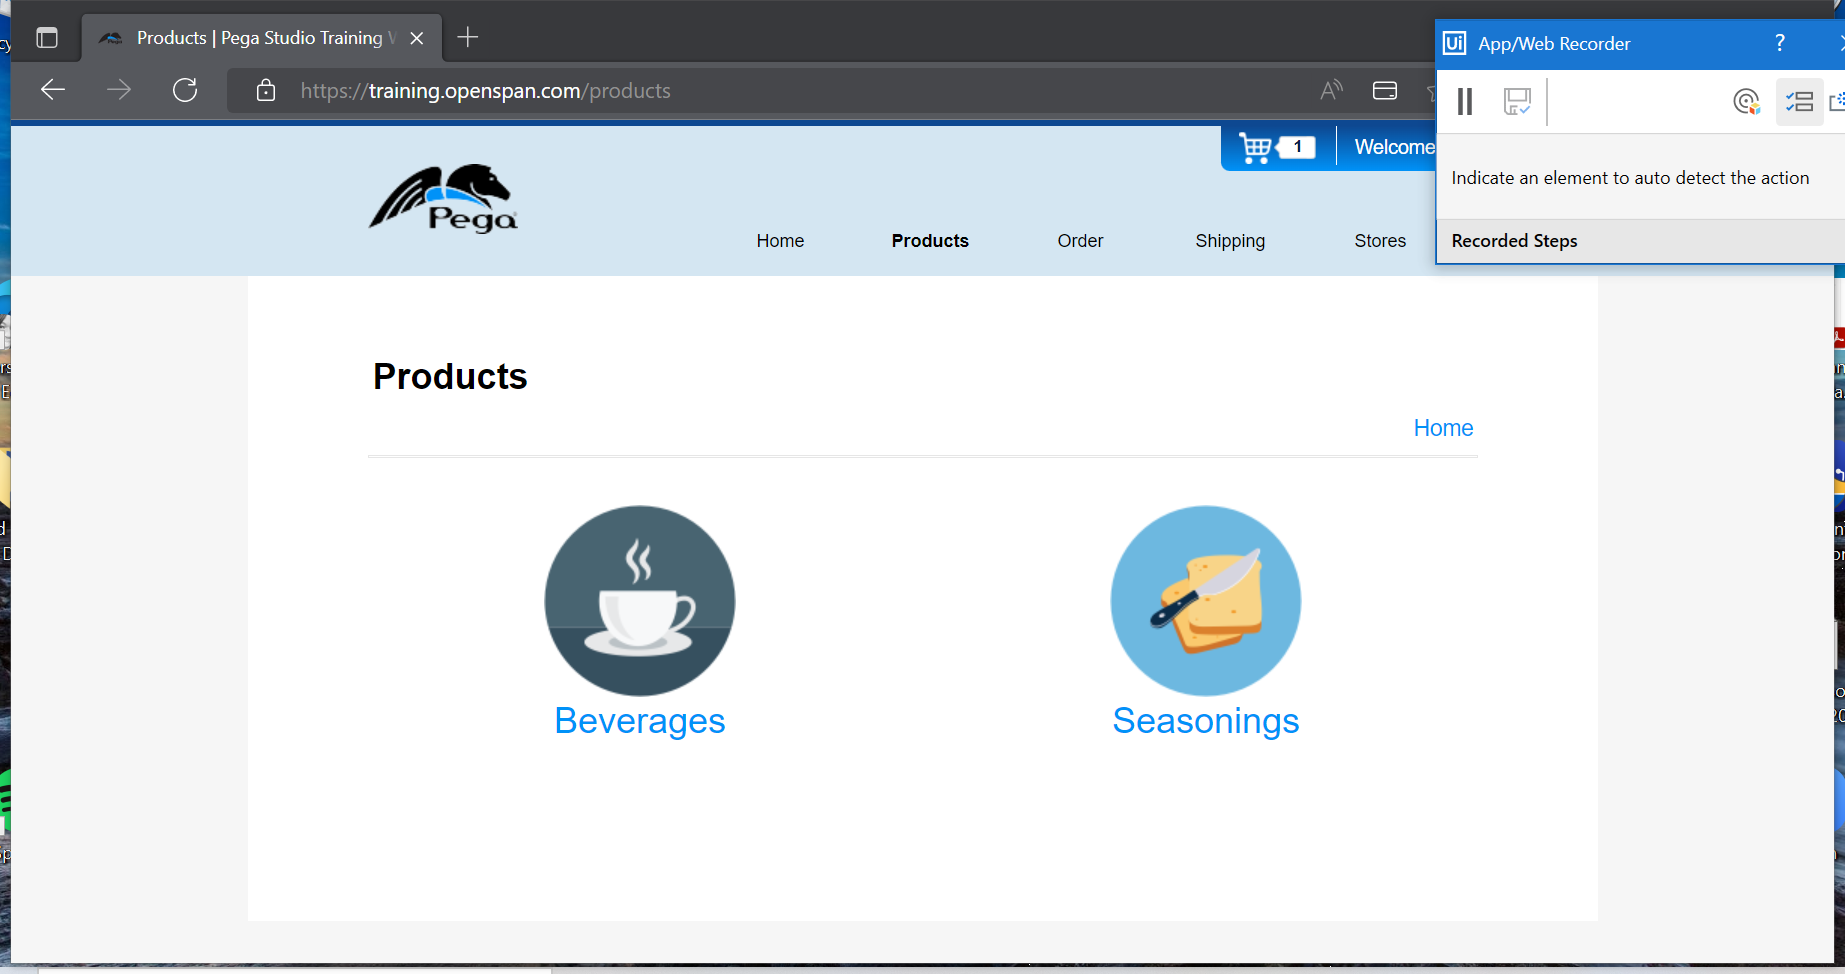 Products | Pega Studio Training
App/Web Recorder
?
https://training.openspan.com/products
1
Welcome
Indicate an element to auto detect the action
Pega
Home
Products
Order
Shipping
Stores
Recorded Steps
Products
Home
Beverages
Seasonings